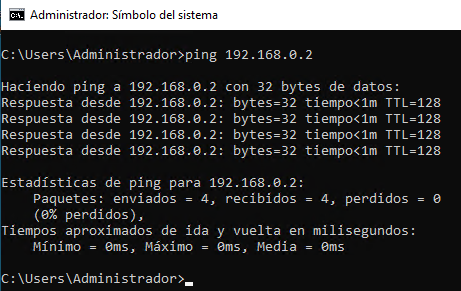 Administrador: Símbolo del sistema
C:\Users\Administrador>ping 192.168.0.2
Haciendo ping a 192.168.0.2 con 32 bytes de datos:
Respuesta desde 192.168.0.2: bytes=32 tiempo<1m TTL=128
Respuesta desde 192.168.0.2: bytes=32 tiempo<1m TTL=128
Respuesta desde 192.168.0.2: bytes=32 tiempo<1m TTL=128
Respuesta desde 192.168.0.2: bytes=32 tiempo<1m TTL=128
Estadísticas de ping para 192.168.0.2:
Paquetes: enviados = 4, recibidos = 4, perdidos = 0
(0% perdidos),
Tiempos aproximados de ida y vuelta en milisegundos:
Mínimo = 0ms, Máximo = 0ms, Media = 0ms
C:\Users\Administrador>